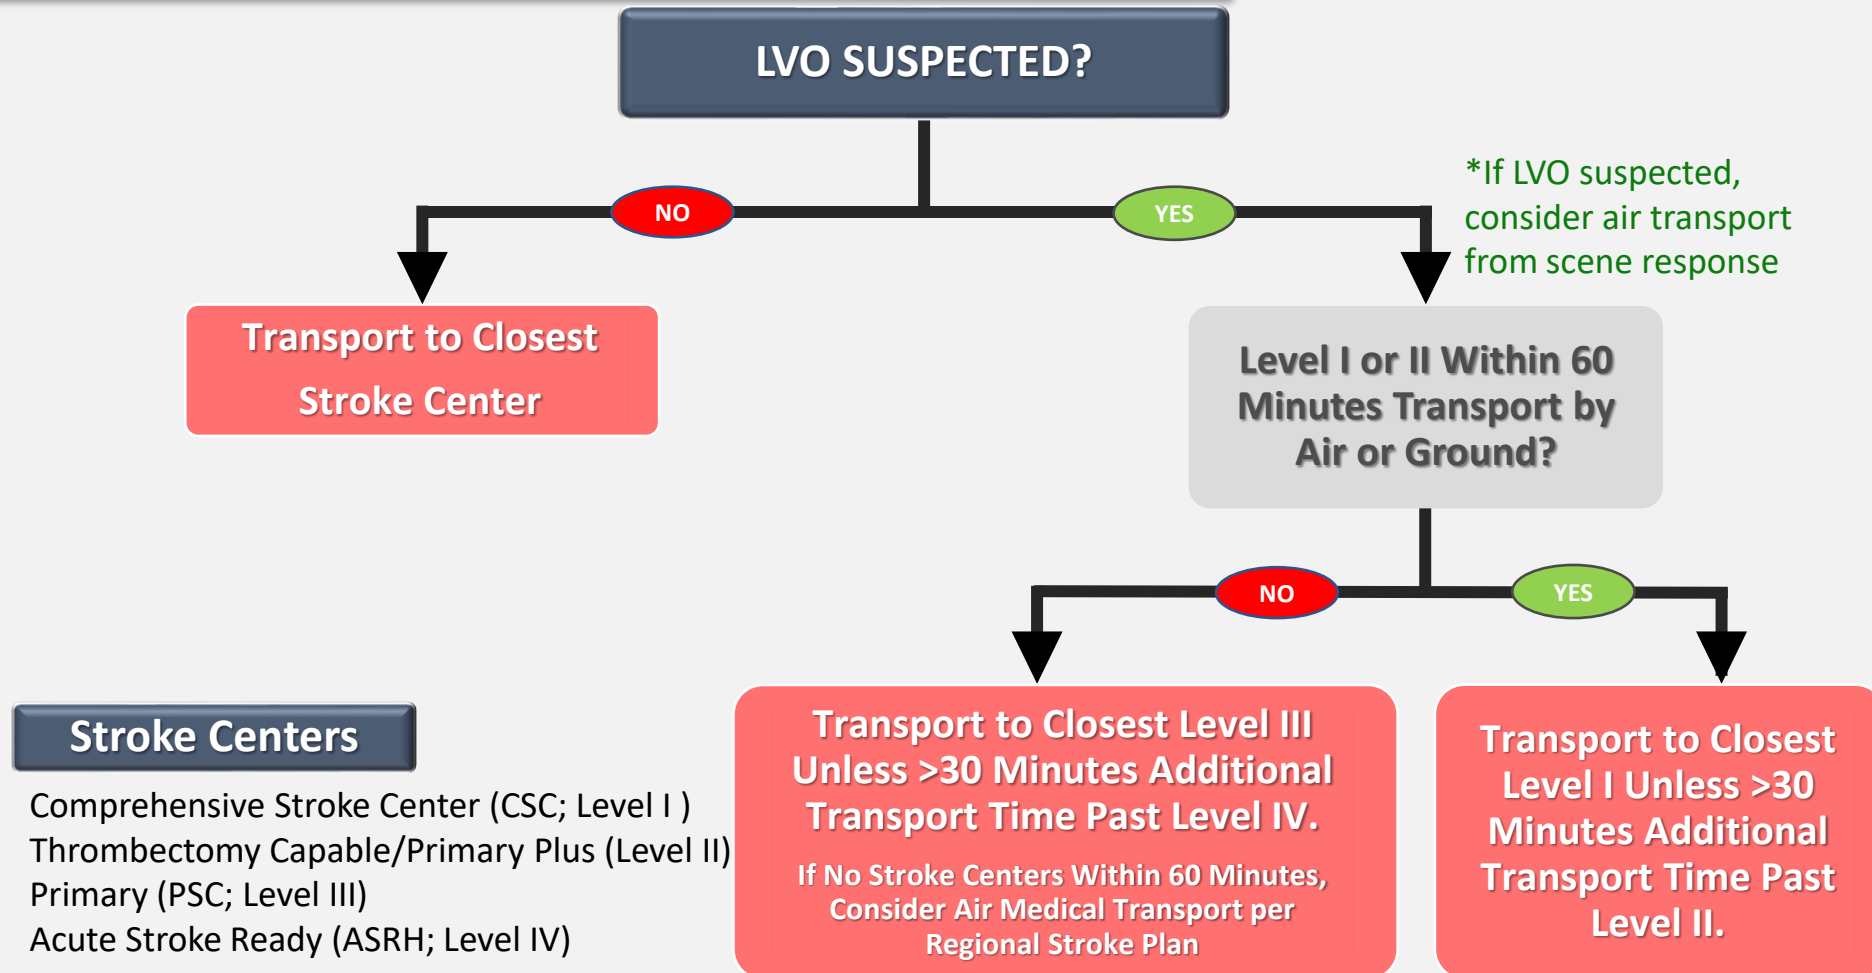 LVO SUSPECTED?
NO
YES
*If LVO suspected,
consider air transport
from scene response
Transport to Closest
Stroke Center
Level I or II Within 60
Minutes Transport by
Air or Ground?
NO
YES
Stroke Centers
Comprehensive Stroke Center (CSC; Level I )
Thrombectomy Capable/Primary Plus (Level II)
Primary (PSC; Level III)
Acute Stroke Ready (ASRH; Level IV)
Transport to Closest Level III
Unless >30 Minutes Additional
Transport Time Past Level IV.
If No Stroke Centers Within 60 Minutes,
Consider Air Medical Transport per
Regional Stroke Plan
Transport to Closest
Level I Unless >30
Minutes Additional
Transport Time Past
Level II.